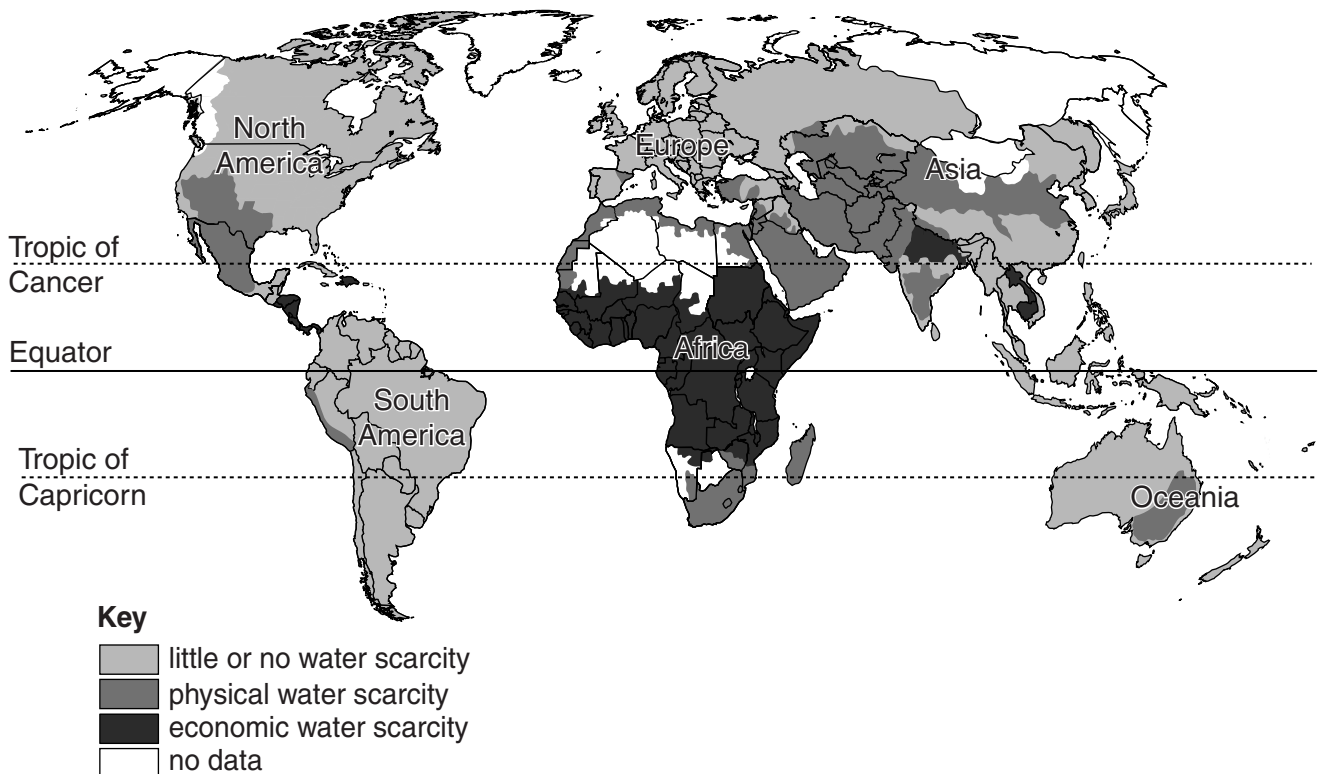 North
America
Europe
Asia
Tropic of
Cancer
Equator
Africa
South
America
Tropic of
Capricorn
Oceania
Key
little or no water scarcity
physical water scarcity
economic water scarcity
no data